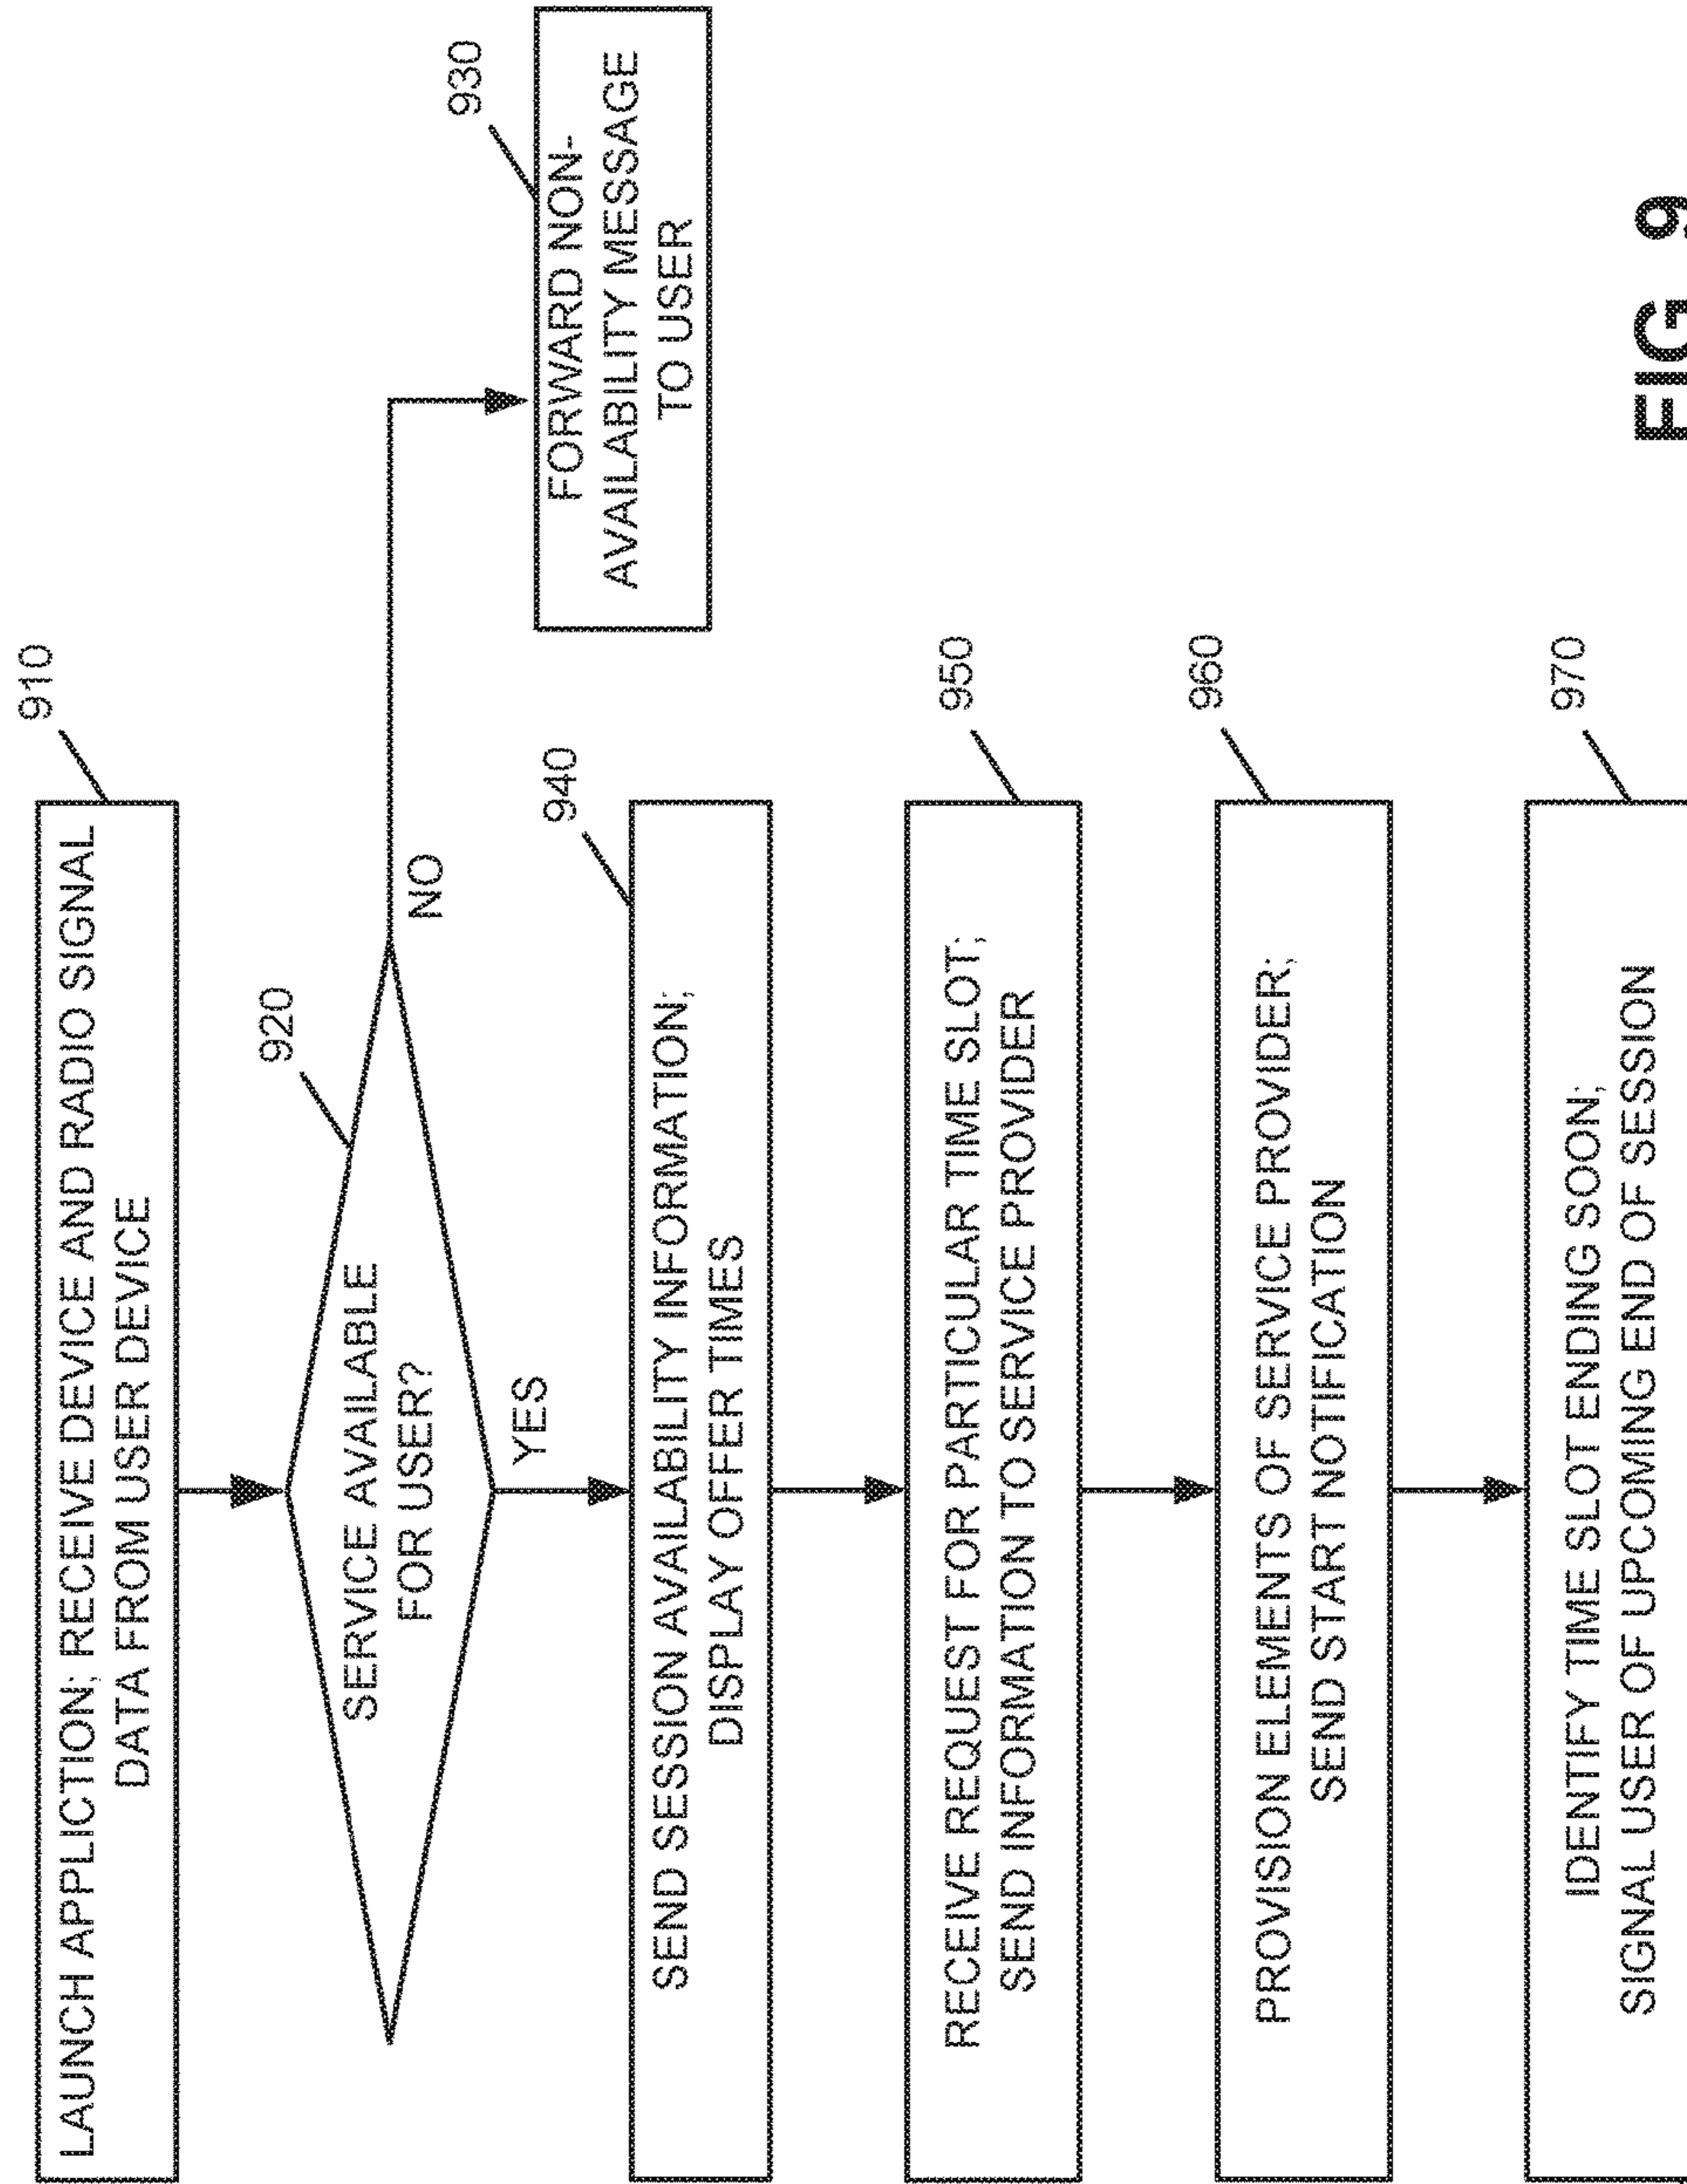 910
LAUNCH APPLICTION; RECEIVE DEVICE AND RADIO SIGNAL
DATA FROM USER DEVICE
920
SERVICE AVAILABLE
FOR USER?
NO
YES
930
FORWARD NON-
AVAILABILITY MESSAGE
TO USER
940
SEND SESSION AVAILABILITY INFORMATION;
DISPLAY OFFER TIMES
950
RECEIVE REQUEST FOR PARTICULAR TIME SLOT;
SEND INFORMATION TO SERVICE PROVIDER
960
PROVISION ELEMENTS OF SERVICE PROVIDER;
SEND START NOTIFICATION
970
IDENTIFY TIME SLOT ENDING SOON;
SIGNAL USER OF UPCOMING END OF SESSION
FIG 9